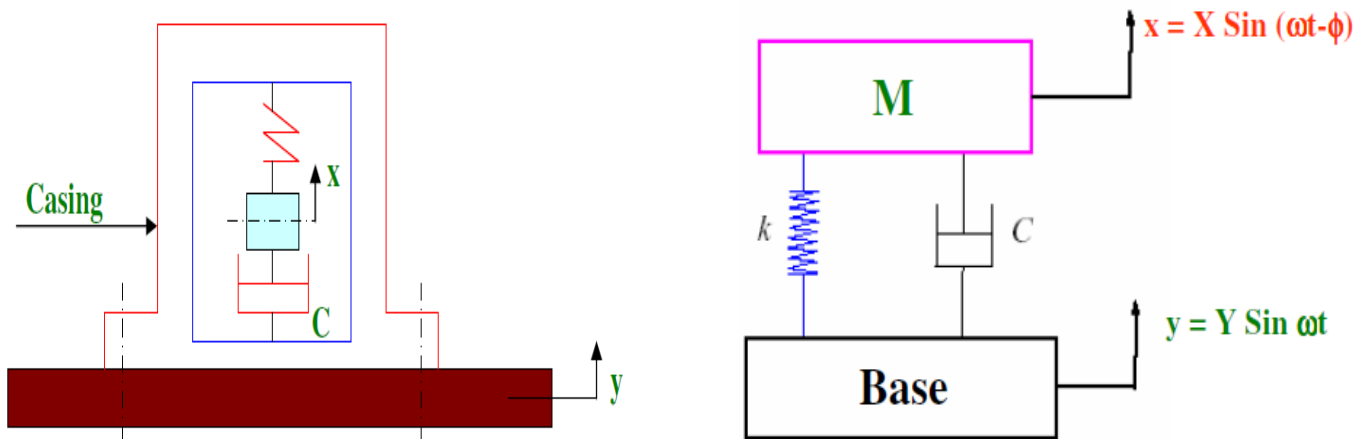 x
Casing
C
y
x = X Sin (ωt-ϕ)
M
k
C
y = Y Sin ωt
Base